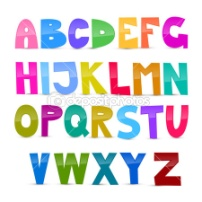 ABCDEFG
HIJKLMN
OPQRSTU
VWXYZ